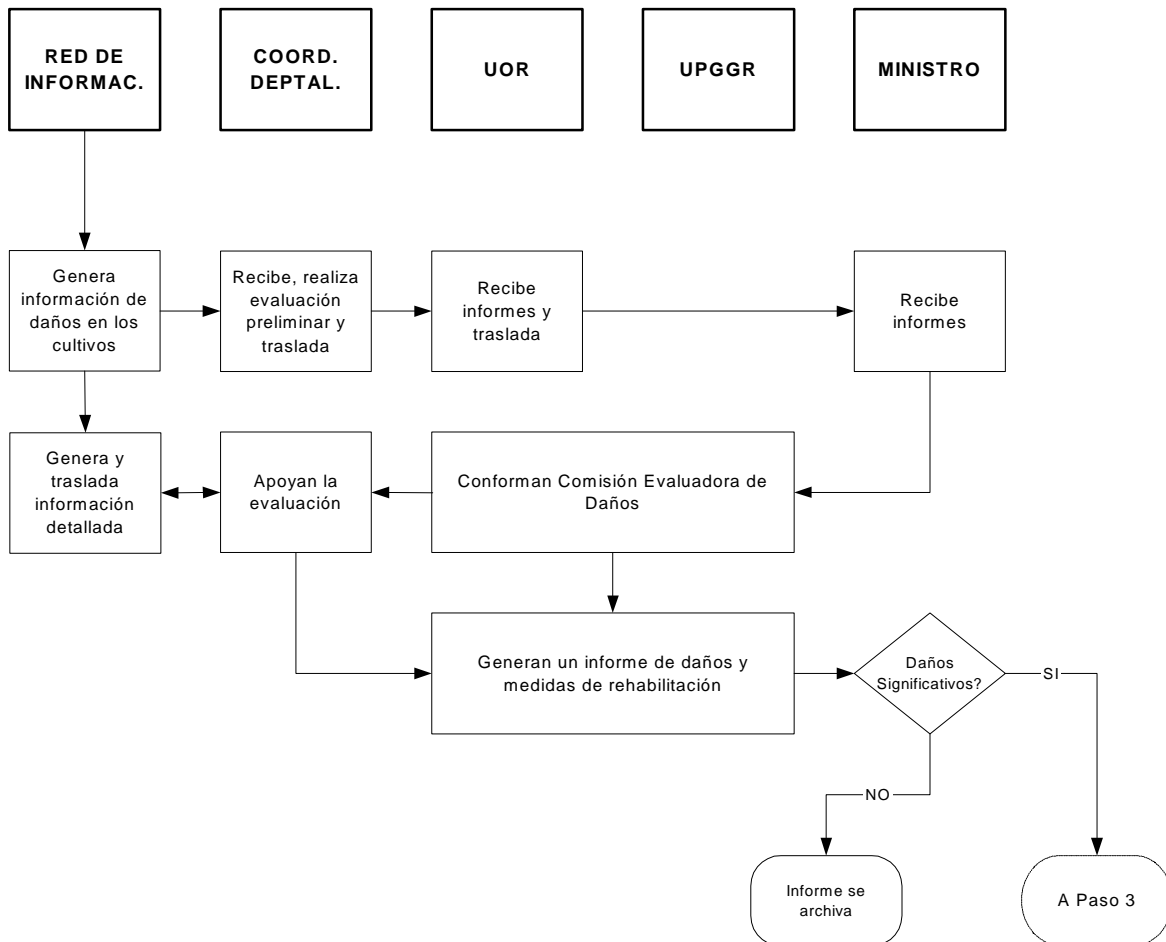 RED DE
INFORMAC.
COORD.
DEPTAL.
UOR
UPGGR
MINISTRO
Genera
información de
daños en los
cultivos
Recibe, realiza
evaluación
preliminar y
traslada
Recibe
informes y
traslada
Recibe
informes
Genera y
traslada
información
detallada
Apoyan la
evaluación
Conforman Comisión Evaluadora de
Daños
Generan un informe de daños y
medidas de rehabilitación
Daños
Significativos?
SI
NO
Informe se
archiva
A Paso 3